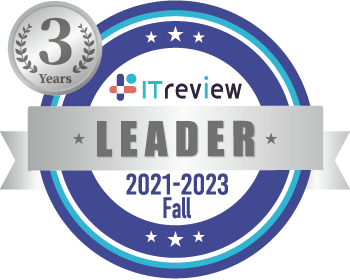 3
Years
ITreview
LEADER
2021-2023
Fall